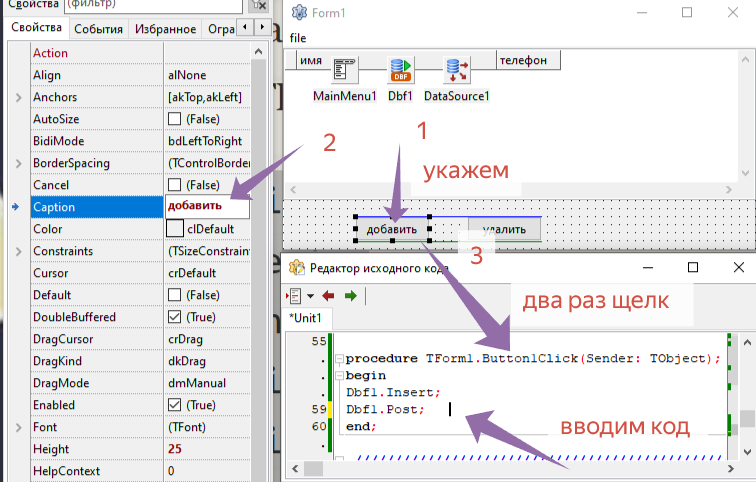 Свойства
(фильтр)
Свойства События Избранное Огра
Action
Align alNone
Anchors [akTop,akLeft]
AutoSize (False)
BidiMode bdLeftToRight
BorderSpacing (TControlBorder
Cancel (False)
Caption добавить
Color clDefault
Constraints (TSizeConstraint
Cursor crDefault
Default (False)
DoubleBuffered (True)
DragCursor crDrag
DragKind dkDrag
DragMode dmManual
Enabled (True)
Font (TFont)
Height 25
HelpContext 0
2
Form1
file
имя телефон
MainMenu1 Dbf1 DataSource1
DBF
1
укажем
добавить удалить
3
Редактор исходного кода
два раз щелк
*Unit1
55
procedure TForm1.Button1Click(Sender: TObject);
begin
Dbf1.Insert;
59 Dbf1.Post;
60 end;
вводим код